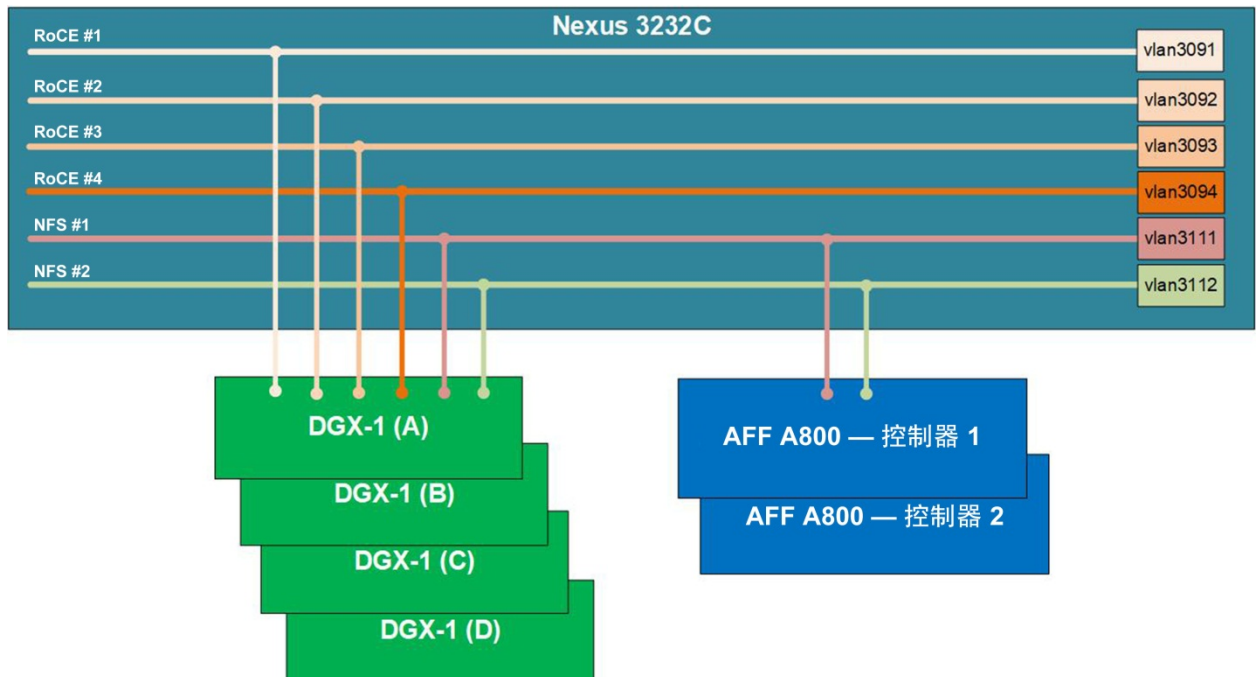 Nexus 3232C
RoCE #1
vlan3091
RoCE #2
vlan3092
RoCE #3
vlan3093
RoCE #4
vlan3094
NFS #1
vlan3111
NFS #2
vlan3112
DGX-1 (A)
DGX-1 (B)
DGX-1 (C)
DGX-1 (D)
AFF A800 — 控制器 1
AFF A800 — 控制器 2